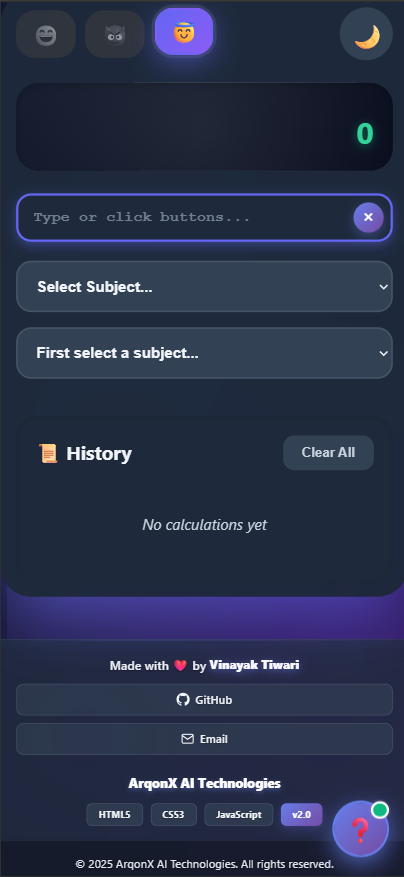 0
Type or click buttons...
Select Subject...
First select a subject...
History
Clear All
No calculations yet
Made with ❤️ by Vinayak Tiwari
GitHub
Email
ArqonX AI Technologies
HTML5 CSS3 JavaScript v2.0
© 2025 ArqonX AI Technologies. All rights reserved.